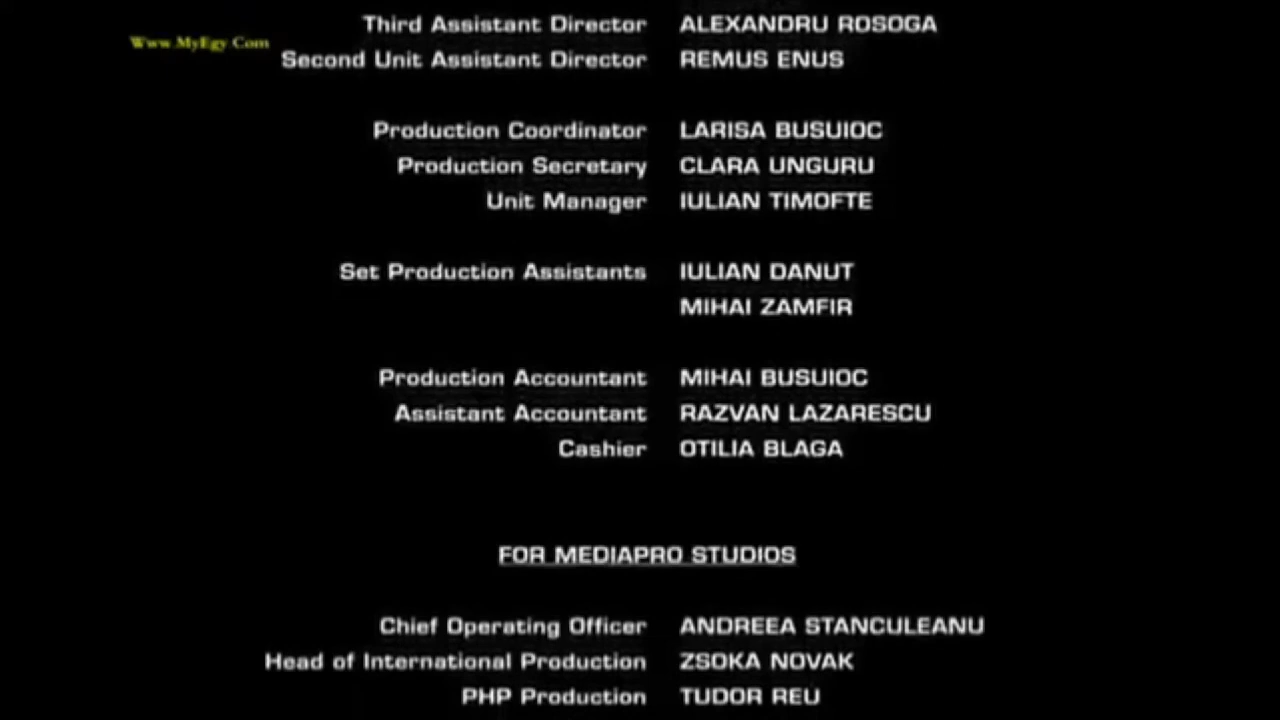 Third Assistant Director ALEXANDRU ROSOGA
Www.MyEgy.Com
Second Unit Assistant Director REMUS ENUS
Production Coordinator LARISA BUSUIOC
Production Secretary CLARA UNGURU
Unit Manager IULIAN TIMOFTE
Set Production Assistants IULIAN DANUT
MIHAI ZAMFIR
Production Accountant MIHAI BUSUIOC
Assistant Accountant RAZVAN LAZARESCU
Cashier OTILIA BLAGA
FOR MEDIAPRO STUDIOS
Chief Operating Officer ANDREEA STANCULEANU
Head of International Production ZSOKA NOVAK
PHP Production TUDOR REU